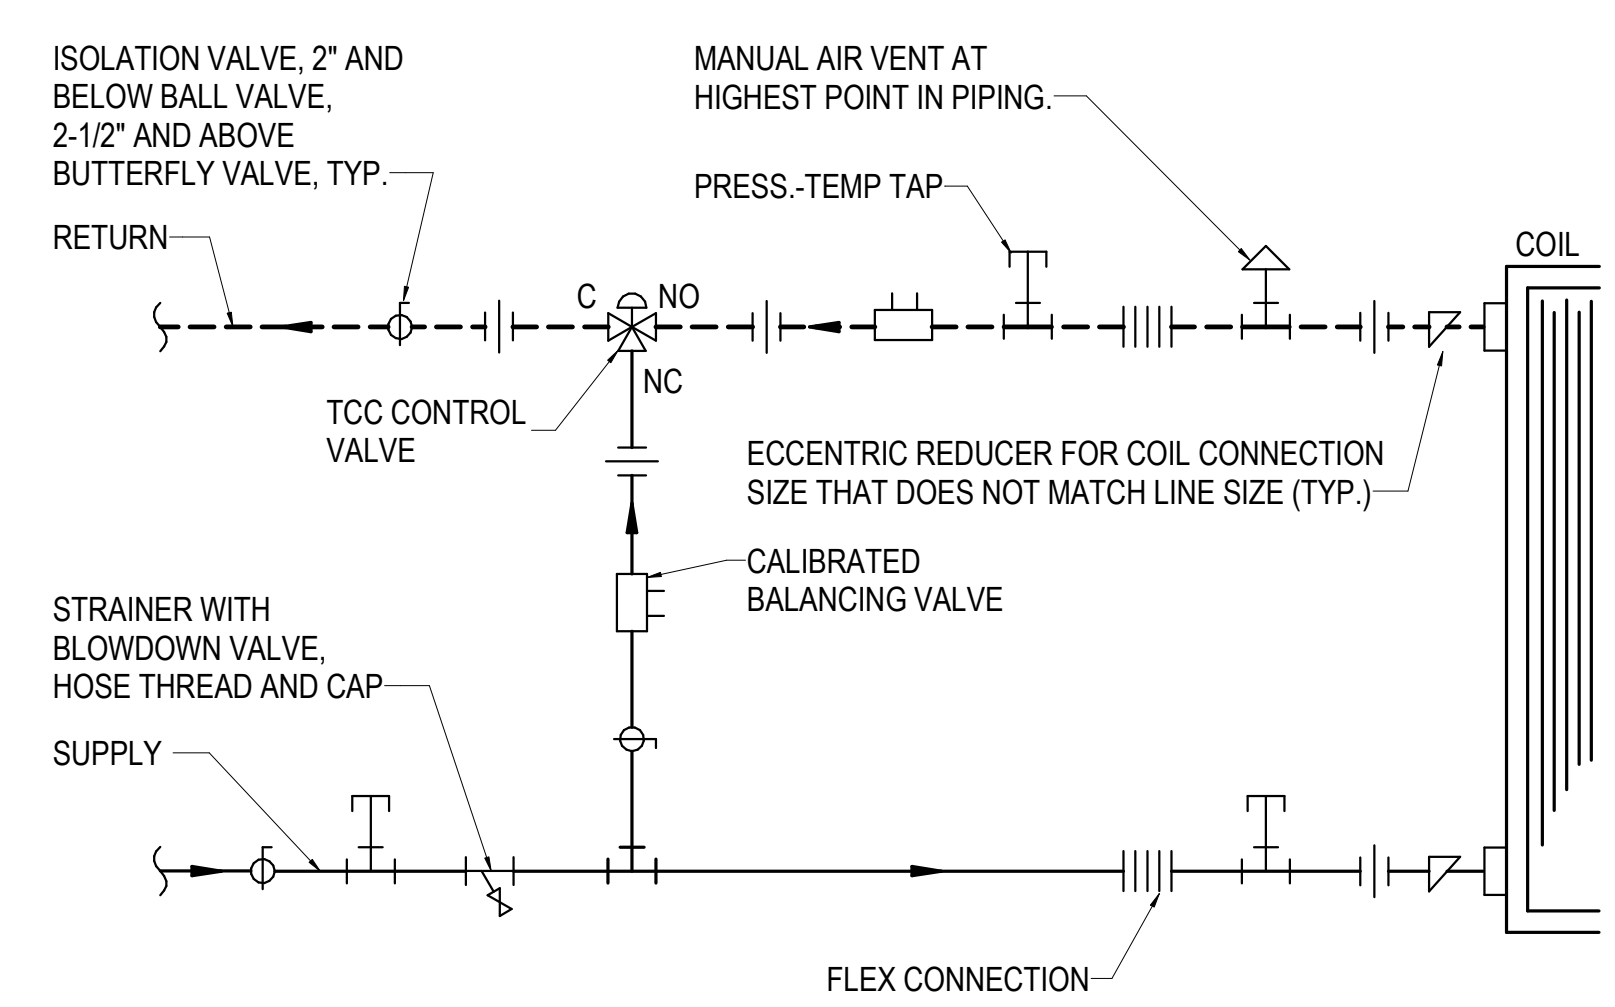 ISOLATION VALVE, 2" AND
BELOW BALL VALVE,
2-1/2" AND ABOVE
BUTTERFLY VALVE, TYP.
RETURN
MANUAL AIR VENT AT
HIGHEST POINT IN PIPING.
PRESS.-TEMP TAP
COIL
C
NO
NC
TCC CONTROL
VALVE
ECCENTRIC REDUCER FOR COIL CONNECTION
SIZE THAT DOES NOT MATCH LINE SIZE (TYP.)
CALIBRATED
BALANCING VALVE
STRAINER WITH
BLOWDOWN VALVE,
HOSE THREAD AND CAP
SUPPLY
FLEX CONNECTION